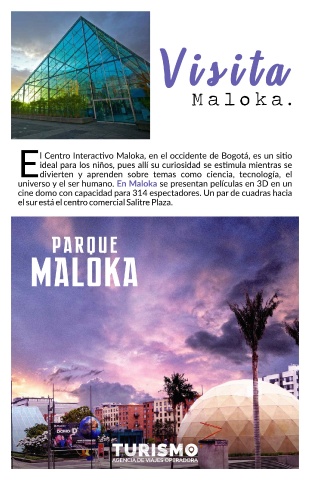 Visita
Maloka.
El Centro Interactivo Maloka, en el occidente de Bogotá, es un sitio
ideal para los niños, pues allí su curiosidad se estimula mientras se
divierten y aprenden sobre temas como ciencia, tecnología, el
universo y el ser humano. En Maloka se presentan películas en 3D en un
cine domo con capacidad para 314 espectadores. Un par de cuadras hacia
el sur está el centro comercial Salitre Plaza.
PARQUE
MALOKA
TURISMO
AGENCIA DE VIAJES OPERADORA